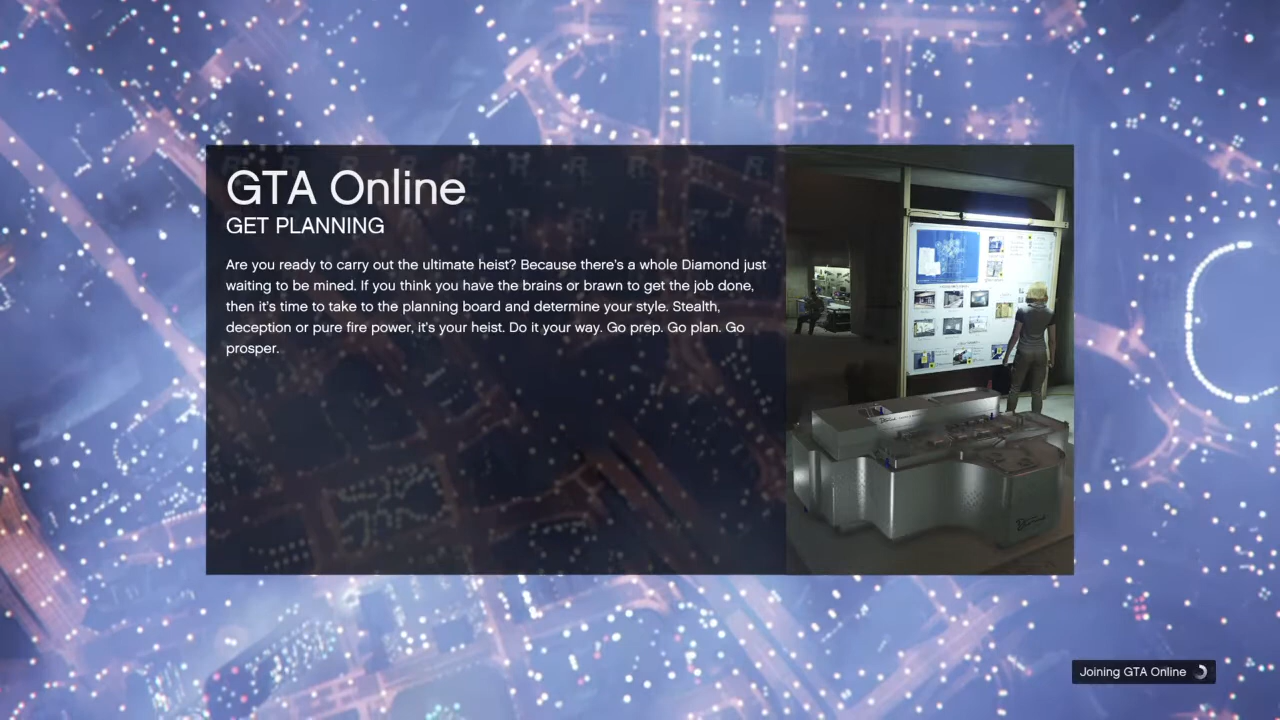 GTA Online
GET PLANNING
Are you ready to carry out the ultimate heist? Because there's a whole Diamond just
waiting to be mined. If you think you have the brains or brawn to get the job done,
then it's time to take to the planning board and determine your style. Stealth,
deception or pure fire power, it's your heist. Do it your way. Go prep. Go plan. Go
prosper.
Joining GTA Online